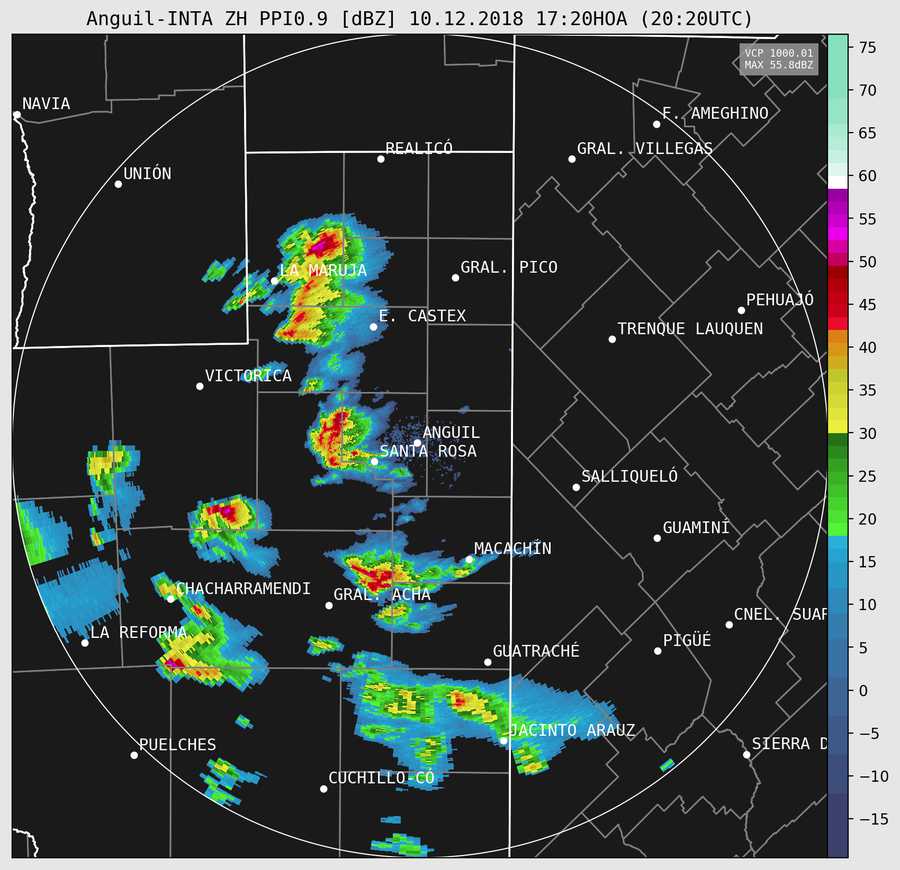 Anguil-INTA ZH PPI0.9 [dBZ] 10.12.2018 17:20HOA (20:20UTC)
VCP 1000.01
MAX 55.8dBZ
NAVIA
F. AMEGHINO
REALICÓ
GRAL. VILLEGAS
UNIÓN
LA MARUJA
GRAL. PICO
PEHUAJÓ
E. CASTEX
TRENQUE LAUQUEN
VICTORICA
ANGUIL
SANTA ROSA
SALLIQUELÓ
GUAMINÍ
MACACHÍN
CHACHARRAMENDI
GRAL. ACHA
CNEL. SUAR
LA REFORMA
PIGÜÉ
GUATRACHÉ
JACINTO ARAUZ
PUELCHES
SIERRA D
CUCHILLO-CÓ
75
70
65
60
55
50
45
40
35
30
25
20
15
10
5
0
−5
−10
−15